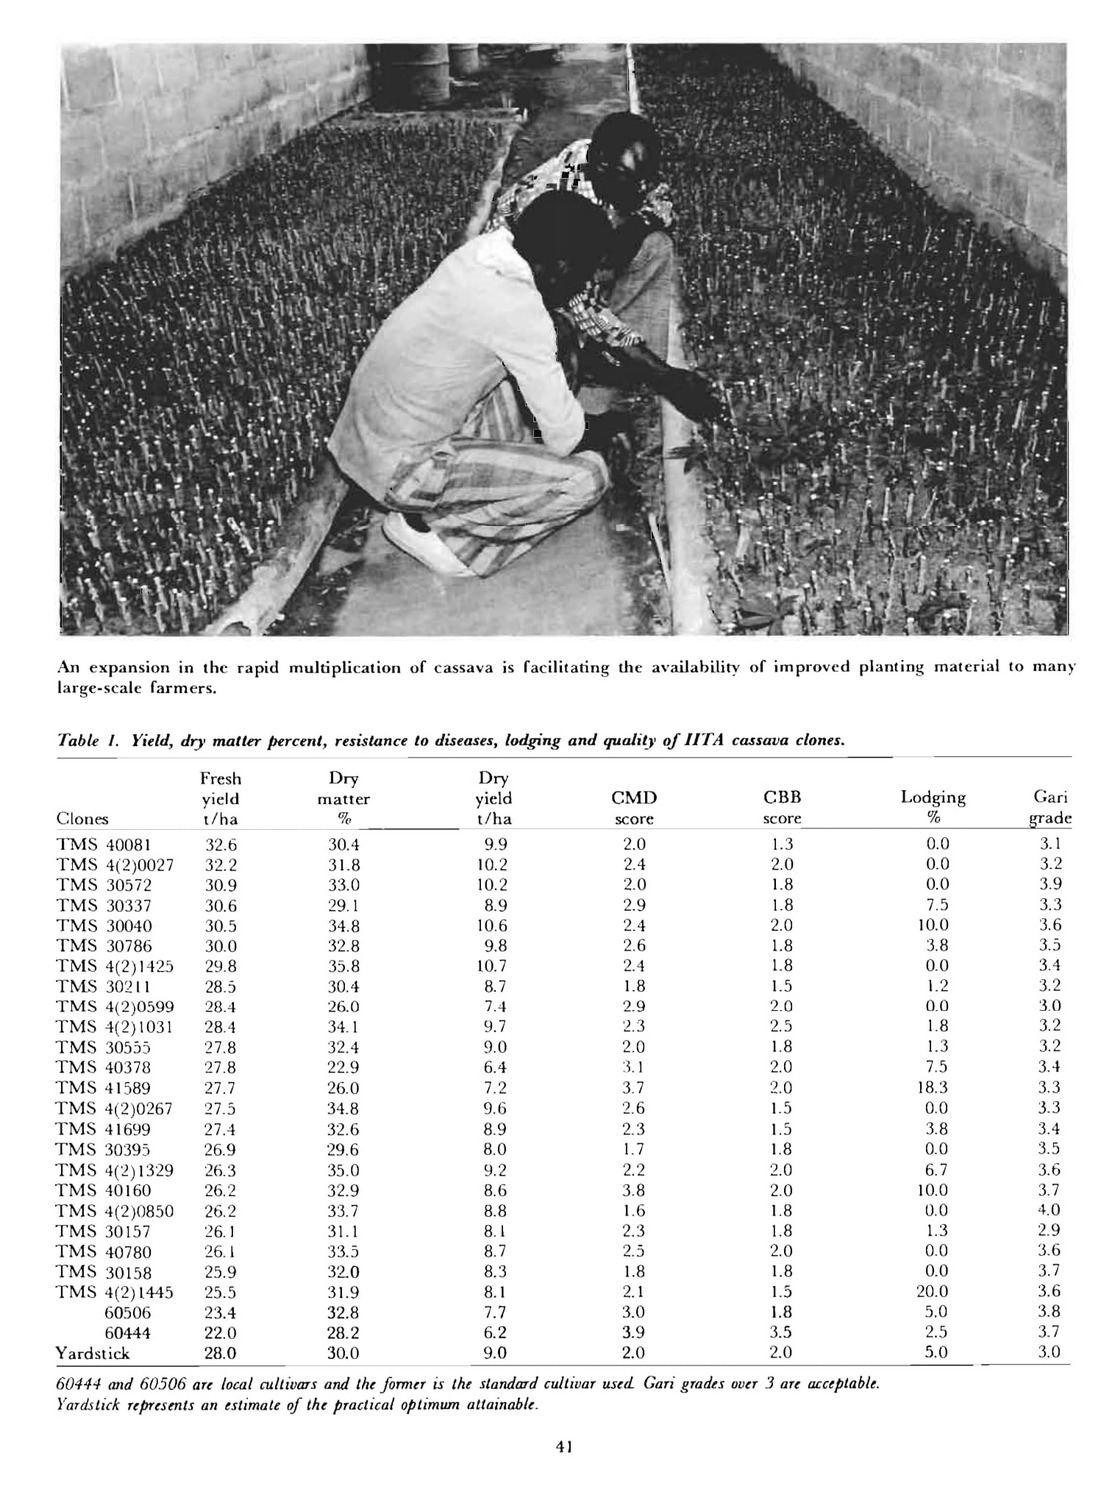 An expansion in the rapid multiplication of cassava is facilitating the availability of improved planting material to many
large-scale farmers.
Table 1. Yield, dry matter percent, resistance to diseases, lodging and quality of IITA cassava clones.
Fresh Dry Dry
yield matter yield CMD CBB Lodging Gari
Clones t/ha % t/ha score score % grade
TMS 40081 32.6 30.4 9.9 2.0 1.3 0.0 3.1
TMS 4(2)0027 32.2 31.8 10.2 2.4 2.0 0.0 3.2
TMS 30572 30.9 33.0 10.2 2.0 1.8 0.0 3.9
TMS 30337 30.6 29.1 8.9 2.9 1.8 7.5 3.3
TMS 30040 30.5 34.8 10.6 2.4 2.0 10.0 3.6
TMS 30786 30.0 32.8 9.8 2.6 1.8 3.8 3.5
TMS 4(2)1425 29.8 35.8 10.7 2.4 1.8 0.0 3.4
TMS 30211 28.5 30.4 8.7 1.8 1.5 1.2 3.2
TMS 4(2)0599 28.4 26.0 7.4 2.9 2.0 0.0 3.0
TMS 4(2)1031 28.4 34.1 9.7 2.3 2.5 1.8 3.2
TMS 30555 27.8 32.4 9.0 2.0 1.8 1.3 3.2
TMS 40378 27.8 22.9 6.4 3.1 2.0 7.5 3.4
TMS 41589 27.7 26.0 7.2 3.7 2.0 18.3 3.3
TMS 4(2)0267 27.5 34.8 9.6 2.6 1.5 0.0 3.3
TMS 41699 27.4 32.6 8.9 2.3 1.5 3.8 3.4
TMS 30395 26.9 29.6 8.0 1.7 1.8 0.0 3.5
TMS 4(2)1329 26.3 35.0 9.2 2.2 2.0 6.7 3.6
TMS 40160 26.2 32.9 8.6 3.8 2.0 10.0 3.7
TMS 4(2)0850 26.2 33.7 8.8 1.6 1.8 0.0 4.0
TMS 30157 26.1 31.1 8.1 2.3 1.8 1.3 2.9
TMS 40780 26.1 33.5 8.7 2.5 2.0 0.0 3.6
TMS 30158 25.9 32.0 8.3 1.8 1.8 0.0 3.7
TMS 4(2)1445 25.5 31.9 8.1 2.1 1.5 20.0 3.6
60506 23.4 32.8 7.7 3.0 1.8 5.0 3.8
60444 22.0 28.2 6.2 3.9 3.5 2.5 3.7
Yardstick 28.0 30.0 9.0 2.0 2.0 5.0 3.0
60444 and 60506 are local cultivars and the former is the standard cultivar used. Gari grades over 3 are acceptable.
Yardstick represents an estimate of the practical optimum attainable.
41